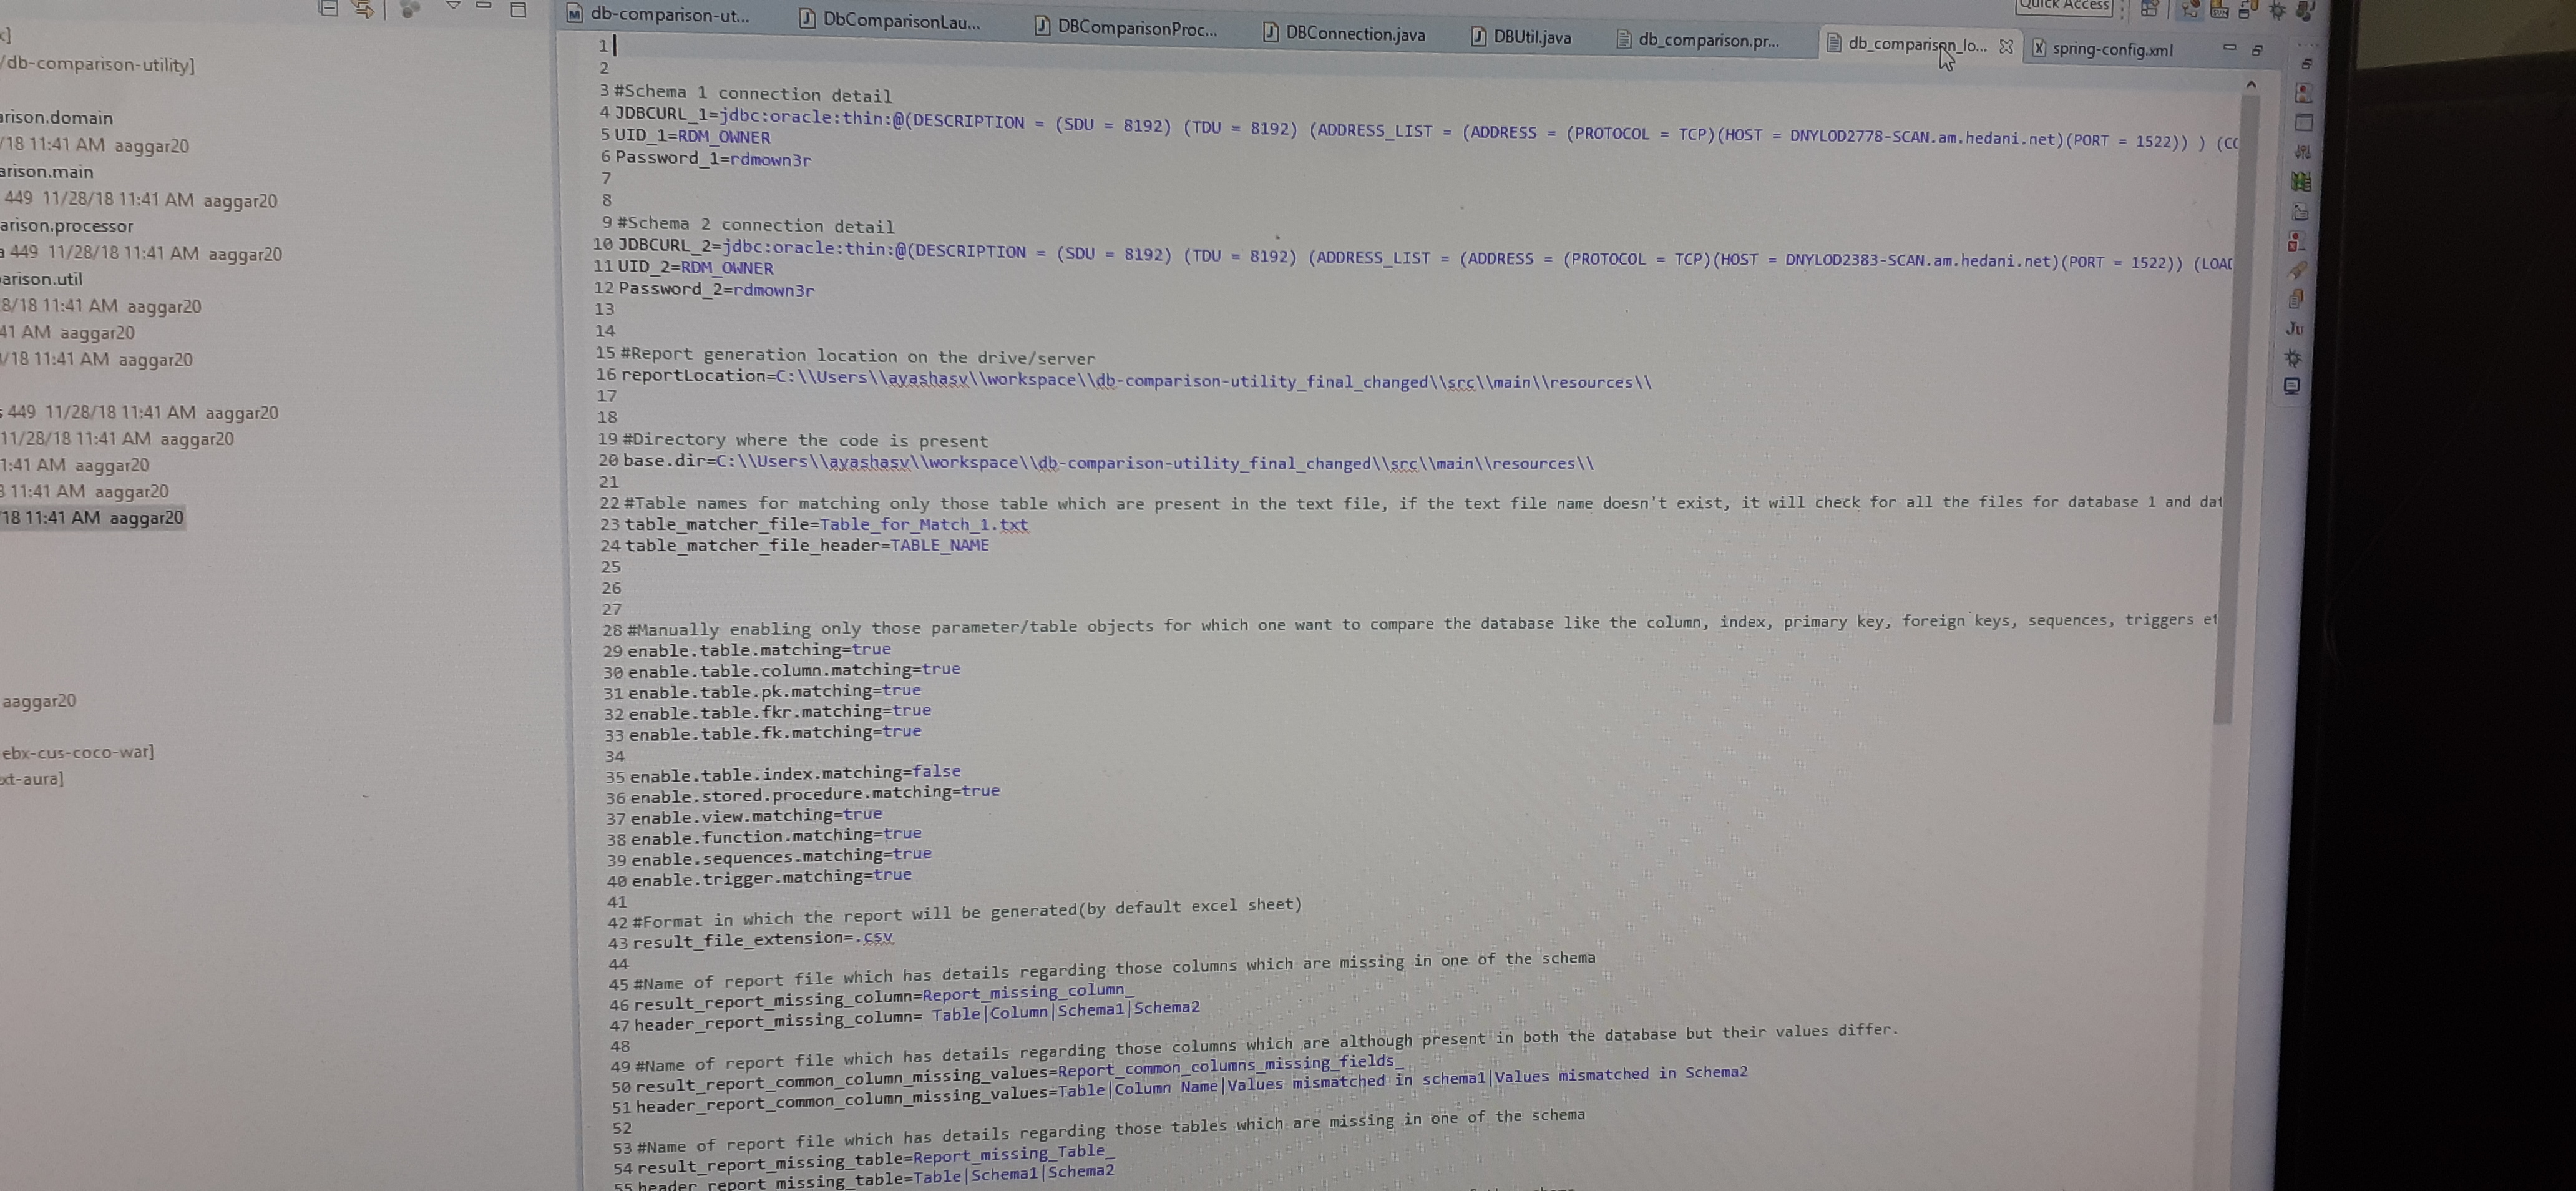 Quick Access
db-comparison-ut...
DbComparisonLau...
DBComparisonProc...
DBConnection.java
DBUtil.java
db_comparison.pr...
db_comparison_lo...
spring-config.xml
/db-comparison-utility]
arison.domain
/18 11:41 AM aaggar20
arison.main
449 11/28/18 11:41 AM aaggar20
arison.processor
a 449 11/28/18 11:41 AM aaggar20
arison.util
8/18 11:41 AM aaggar20
41 AM aaggar20
/18 11:41 AM aaggar20
s 449 11/28/18 11:41 AM aaggar20
11/28/18 11:41 AM aaggar20
1:41 AM aaggar20
8 11:41 AM aaggar20
/18 11:41 AM aaggar20
aaggar20
ebx-cus-coco-war]
xt-aura]
1
2
3 #Schema 1 connection detail
4 JDBCURL_1=jdbc:oracle:thin:@(DESCRIPTION = (SDU = 8192) (TDU = 8192) (ADDRESS_LIST = (ADDRESS = (PROTOCOL = TCP)(HOST = DNYLOD2778-SCAN.am.hedani.net)(PORT = 1522)) ) (CO
5 UID_1=RDM_OWNER
6 Password_1=rdmown3r
7
8
9 #Schema 2 connection detail
10 JDBCURL_2=jdbc:oracle:thin:@(DESCRIPTION = (SDU = 8192) (TDU = 8192) (ADDRESS_LIST = (ADDRESS = (PROTOCOL = TCP)(HOST = DNYLOD2383-SCAN.am.hedani.net)(PORT = 1522)) (LOAD
11 UID_2=RDM_OWNER
12 Password_2=rdmown3r
13
14
15 #Report generation location on the drive/server
16 reportLocation=C:\\Users\\ayashasv\\workspace\\db-comparison-utility_final_changed\\src\\main\\resources\\
17
18
19 #Directory where the code is present
20 base.dir=C:\\Users\\ayashasv\\workspace\\db-comparison-utility_final_changed\\src\\main\\resources\\
21
22 #Table names for matching only those table which are present in the text file, if the text file name doesn't exist, it will check for all the files for database 1 and dat
23 table_matcher_file=Table_for_Match_1.txt
24 table_matcher_file_header=TABLE_NAME
25
26
27
28 #Manually enabling only those parameter/table objects for which one want to compare the database like the column, index, primary key, foreign keys, sequences, triggers et
29 enable.table.matching=true
30 enable.table.column.matching=true
31 enable.table.pk.matching=true
32 enable.table.fkr.matching=true
33 enable.table.fk.matching=true
34
35 enable.table.index.matching=false
36 enable.stored.procedure.matching=true
37 enable.view.matching=true
38 enable.function.matching=true
39 enable.sequences.matching=true
40 enable.trigger.matching=true
41
42 #Format in which the report will be generated(by default excel sheet)
43 result_file_extension=.csv
44
45 #Name of report file which has details regarding those columns which are missing in one of the schema
46 result_report_missing_column=Report_missing_column_
47 header_report_missing_column= Table|Column|Schema1|Schema2
48
49 #Name of report file which has details regarding those columns which are although present in both the database but their values differ.
50 result_report_common_column_missing_values=Report_common_columns_missing_fields_
51 header_report_common_column_missing_values=Table|Column Name|Values mismatched in schema1|Values mismatched in Schema2
52
53 #Name of report file which has details regarding those tables which are missing in one of the schema
54 result_report_missing_table=Report_missing_Table_
55 header_report_missing_table=Table|Schema1|Schema2